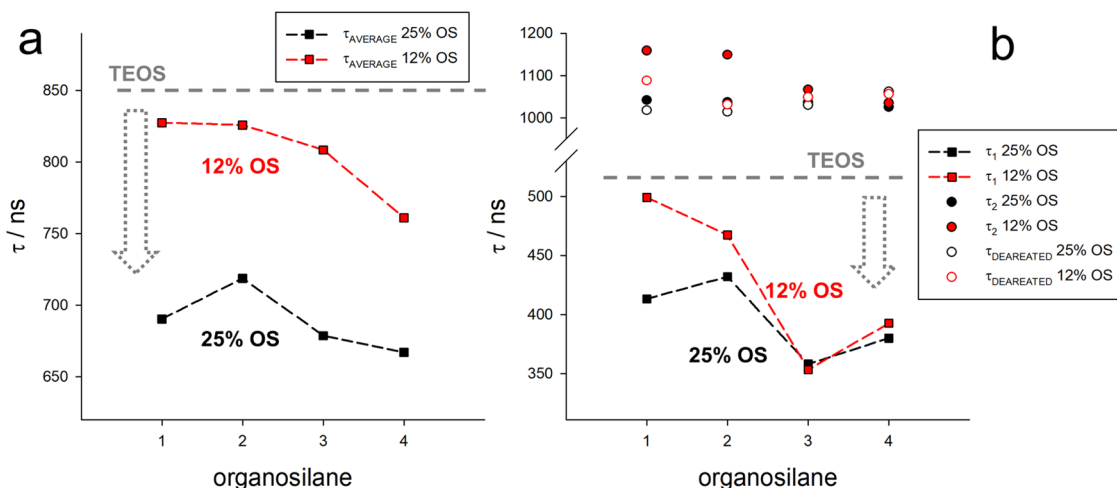 a
τAVERAGE 25% OS
τAVERAGE 12% OS
TEOS
850
800
750
700
650
12% OS
25% OS
τ / ns
1 2 3 4
organosilane
b
1200
1100
1000
TEOS
500
450
400
350
12% OS
25% OS
τ / ns
1 2 3 4
organosilane
τ1 25% OS
τ1 12% OS
τ2 25% OS
τ2 12% OS
τDEAREATED 25% OS
τDEAREATED 12% OS